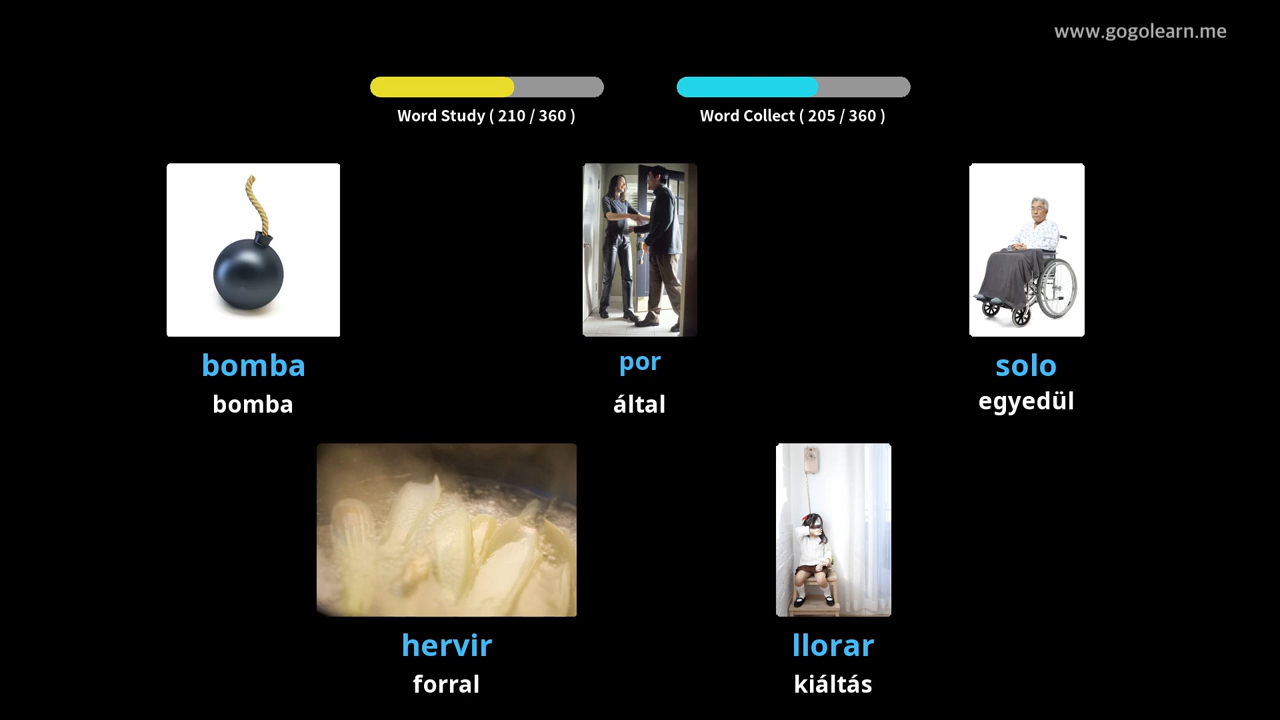 www.gogolearn.me
Word Study ( 210 / 360 )
Word Collect ( 205 / 360 )
bomba
bomba
por
által
solo
egyedül
hervir
forral
llorar
kiáltás